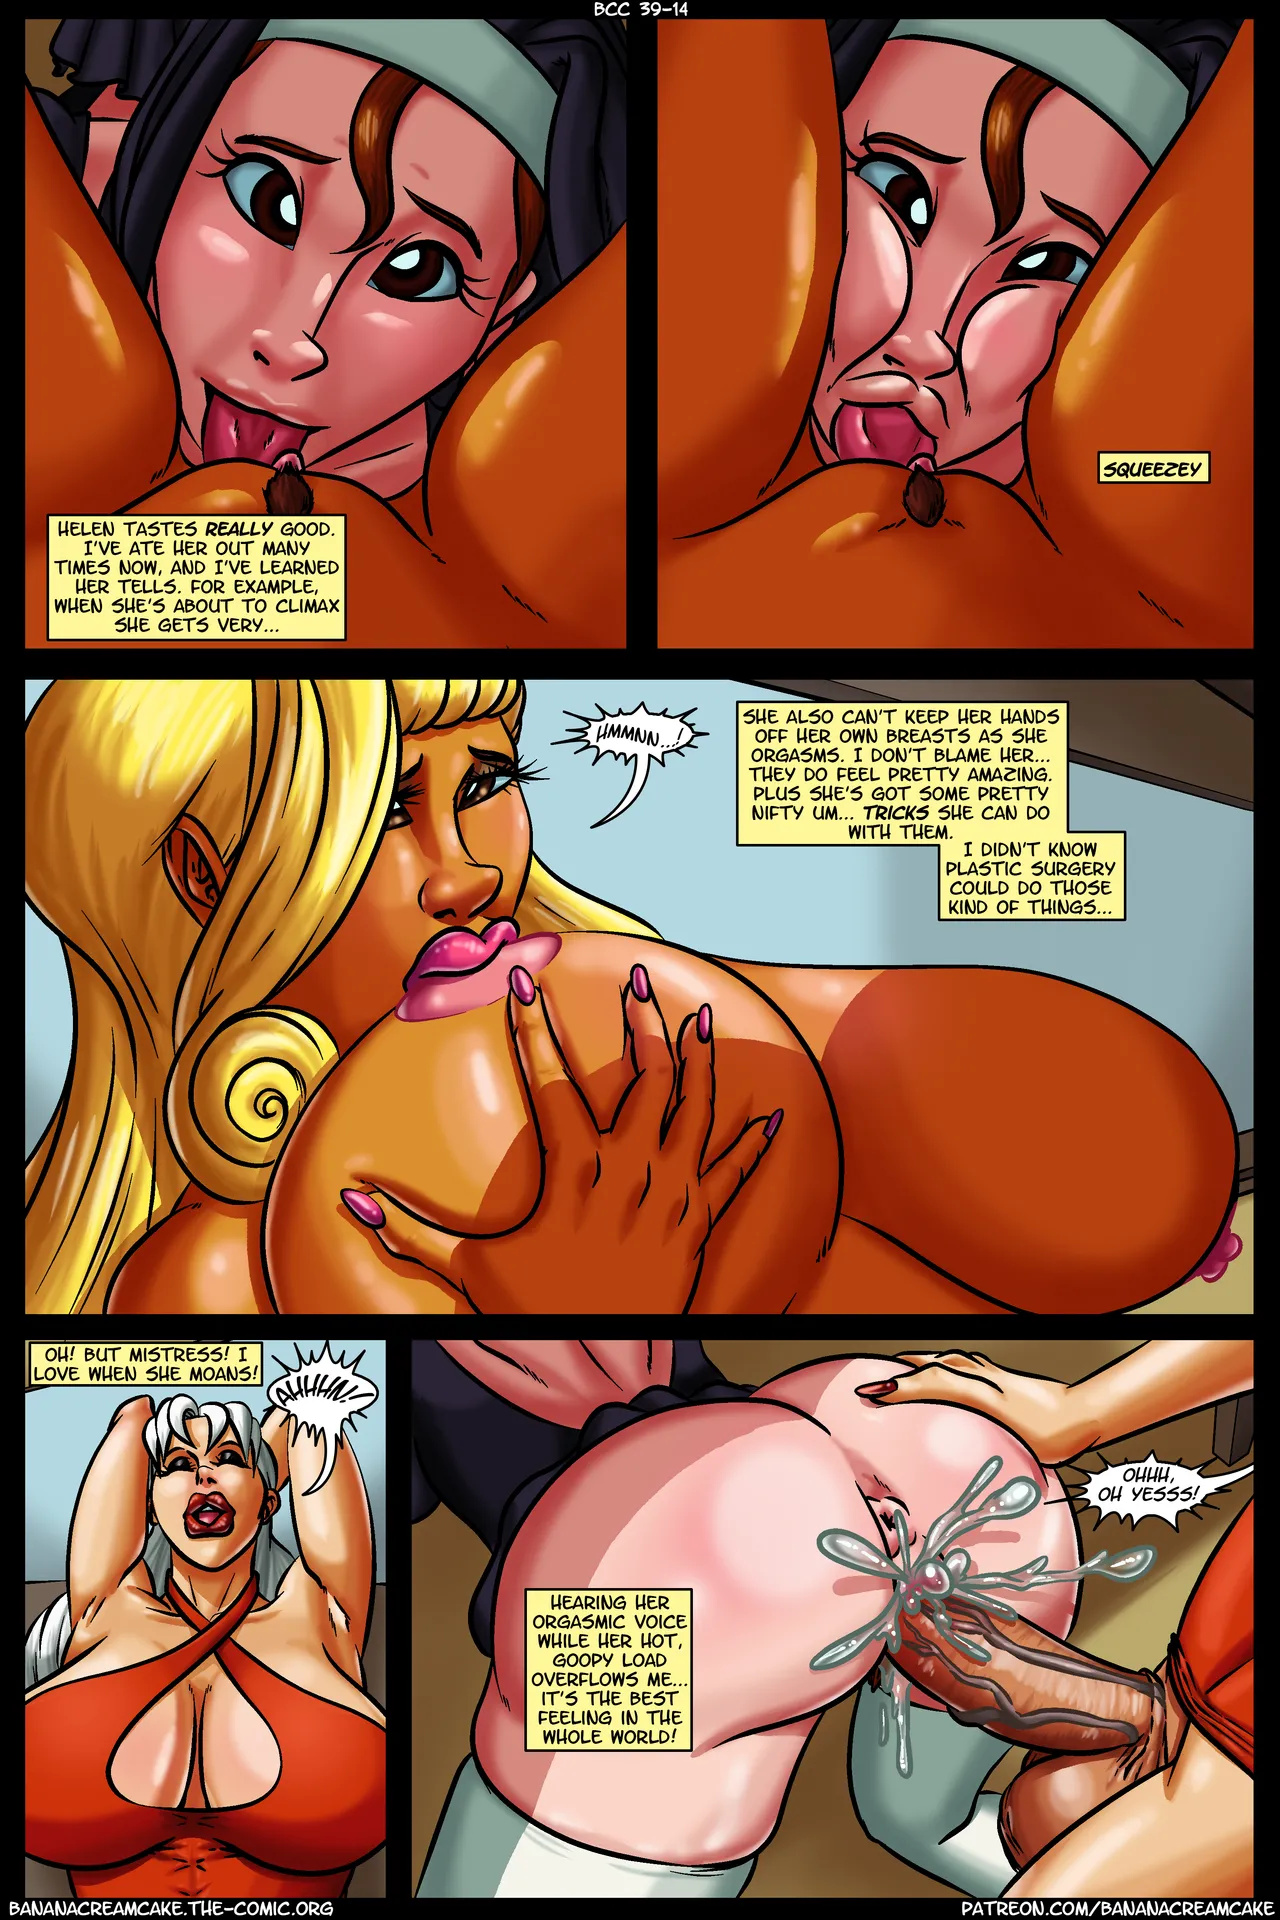 BCC 39-14
HELEN TASTES REALLY GOOD.
I'VE ATE HER OUT MANY
TIMES NOW, AND I'VE LEARNED
HER TELLS. FOR EXAMPLE,
WHEN SHE'S ABOUT TO CLIMAX
SHE GETS VERY...
SQUEEZEY
HMMNN...!
SHE ALSO CAN'T KEEP HER HANDS
OFF HER OWN BREASTS AS SHE
ORGASMS. I DON'T BLAME HER...
THEY DO FEEL PRETTY AMAZING.
PLUS SHE'S GOT SOME PRETTY
NIFTY UM... TRICKS SHE CAN DO
WITH THEM.
I DIDN'T KNOW
PLASTIC SURGERY
COULD DO THOSE
KIND OF THINGS...
OH! BUT MISTRESS! I
LOVE WHEN SHE MOANS!
AHHHN!
OHHH,
OH YESSS!
HEARING HER
ORGASMIC VOICE
WHILE HER HOT,
GOOPY LOAD
OVERFLOWS ME...
IT'S THE BEST
FEELING IN THE
WHOLE WORLD!
BANANACREAMCAKE.THE-COMIC.ORG
PATREON.COM/BANANACREAMCAKE